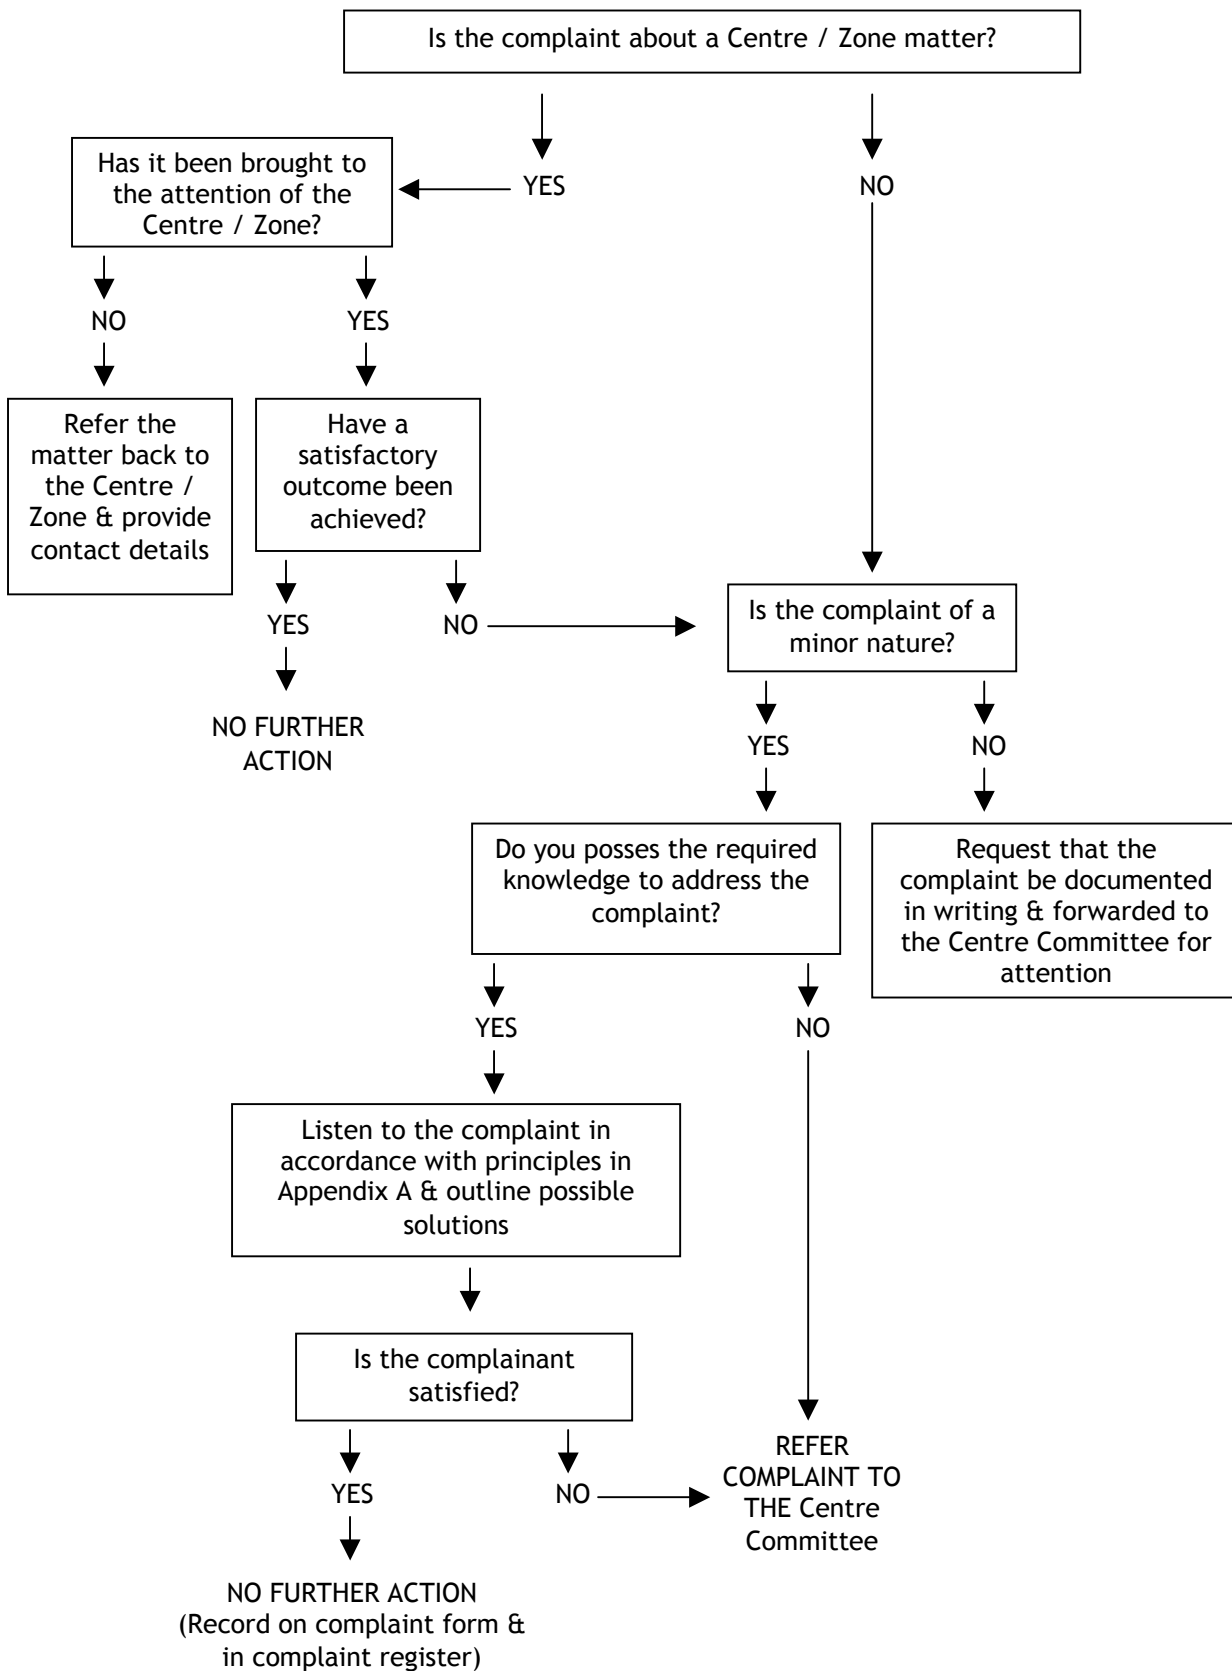 Is the complaint about a Centre / Zone matter?
Has it been brought to
the attention of the
Centre / Zone?
YES
NO
NO
YES
Refer the
matter back to
the Centre /
Zone & provide
contact details
Have a
satisfactory
outcome been
achieved?
YES
NO
Is the complaint of a
minor nature?
NO FURTHER
ACTION
YES
NO
Do you posses the required
knowledge to address the
complaint?
Request that the
complaint be documented
in writing & forwarded to
the Centre Committee for
attention
YES
NO
Listen to the complaint in
accordance with principles in
Appendix A & outline possible
solutions
Is the complainant
satisfied?
YES
NO
REFER
COMPLAINT TO
THE Centre
Committee
NO FURTHER ACTION
(Record on complaint form &
in complaint register)